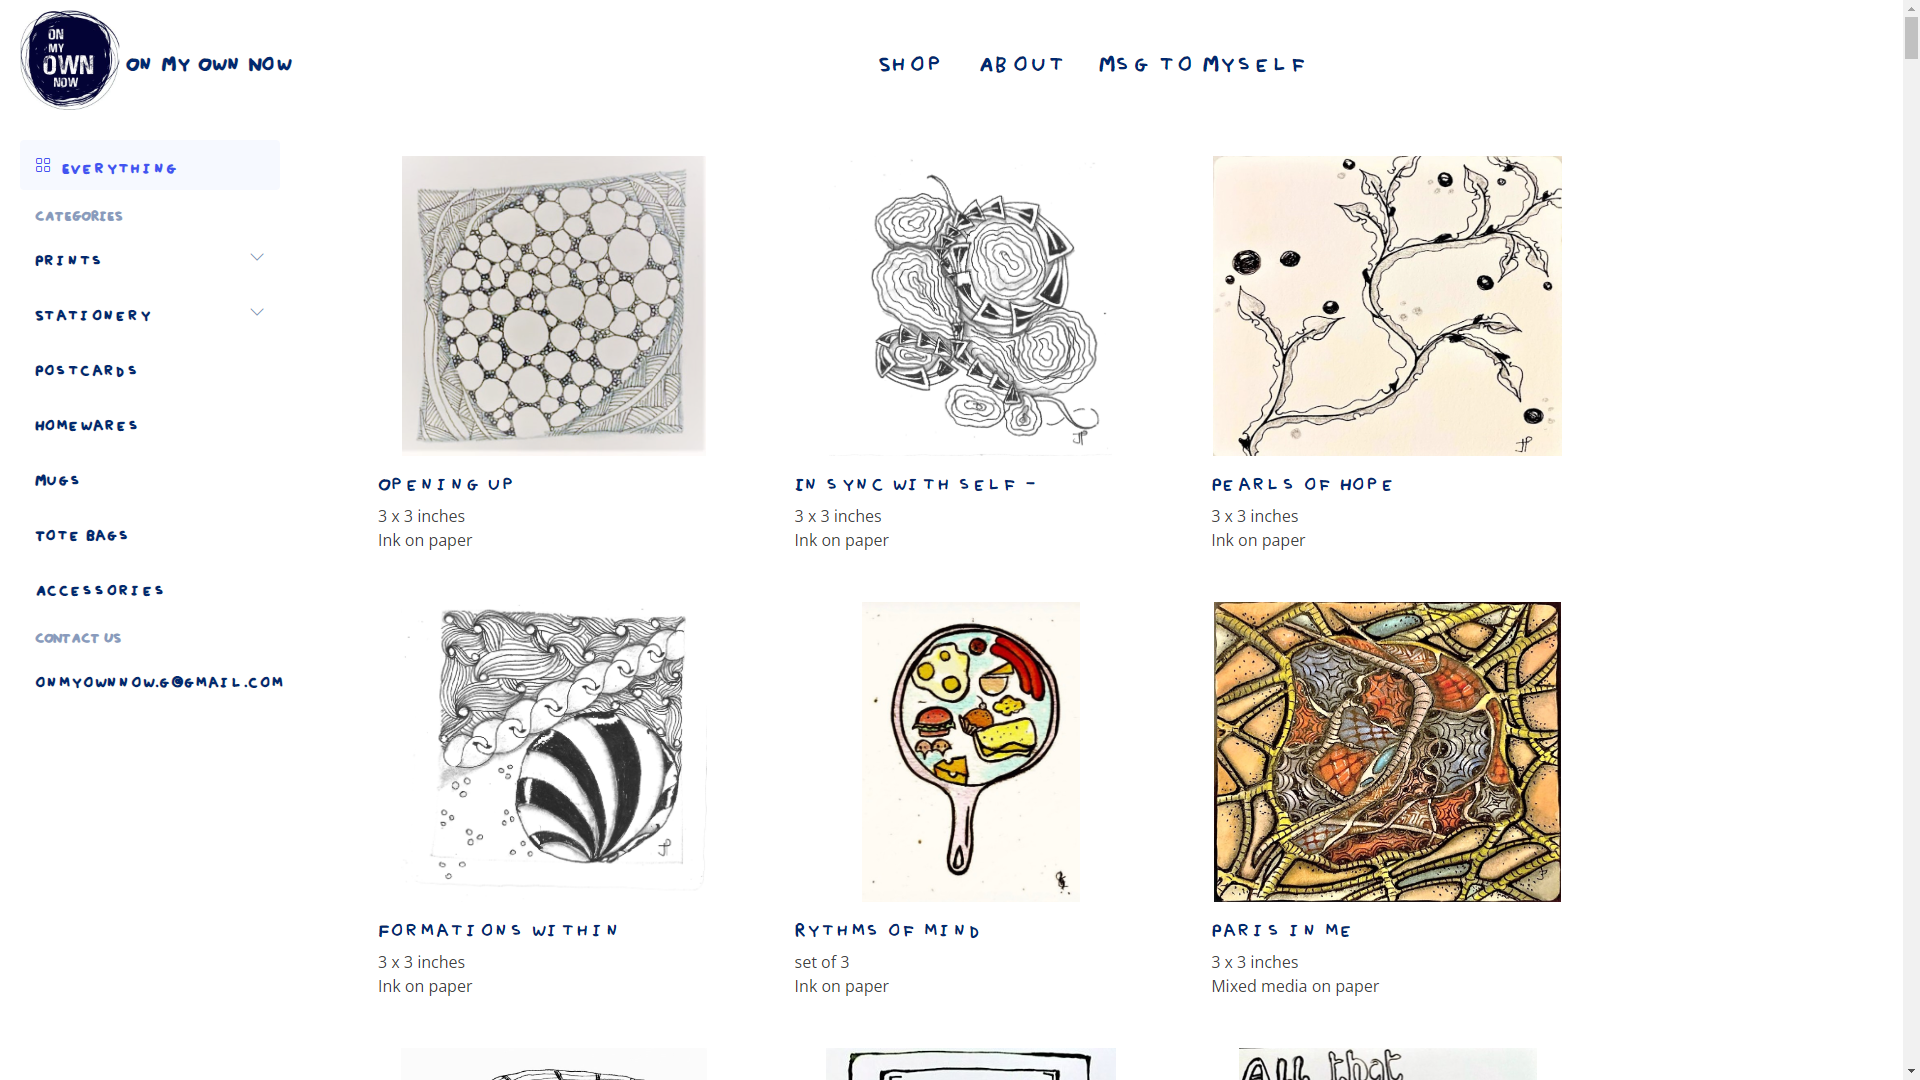 ON
MY
OWN
NOW
ON MY OWN NOW
SHOP
ABOUT
MSG TO MYSELF
EVERYTHING
CATEGORIES
PRINTS
STATIONERY
POSTCARDS
HOMEWARES
MUGS
TOTE BAGS
ACCESSORIES
CONTACT US
ONMYOWNNOW.G@GMAIL.COM
JP
JP
OPENING UP
3 x 3 inches
Ink on paper
IN SYNC WITH SELF -
3 x 3 inches
Ink on paper
PEARLS OF HOPE
3 x 3 inches
Ink on paper
JP
FORMATIONS WITHIN
3 x 3 inches
Ink on paper
RYTHMS OF MIND
set of 3
Ink on paper
PARIS IN ME
3 x 3 inches
Mixed media on paper
ALL that